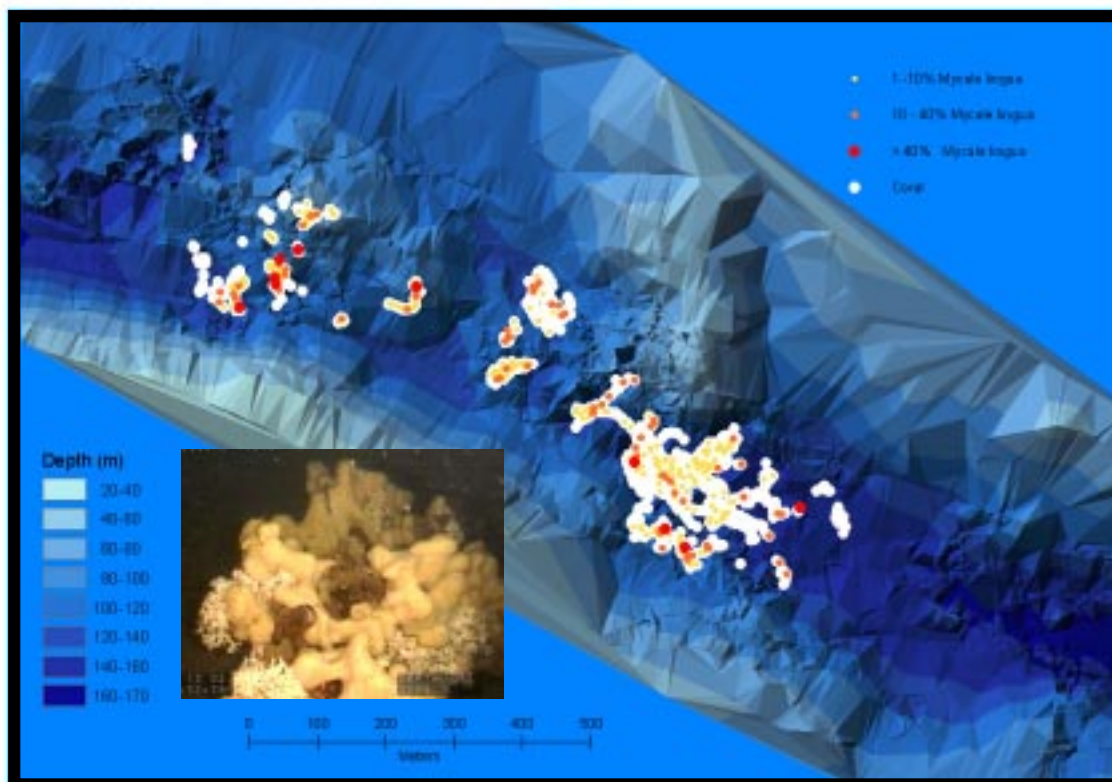 1 -10% Mycale lingua
10 - 40% Mycale lingua
> 40% Mycale lingua
Coral
Depth (m)
20-40
40-60
60-80
80-100
100-120
120-140
140-160
160-170
0 100 200 300 400 500
Meters